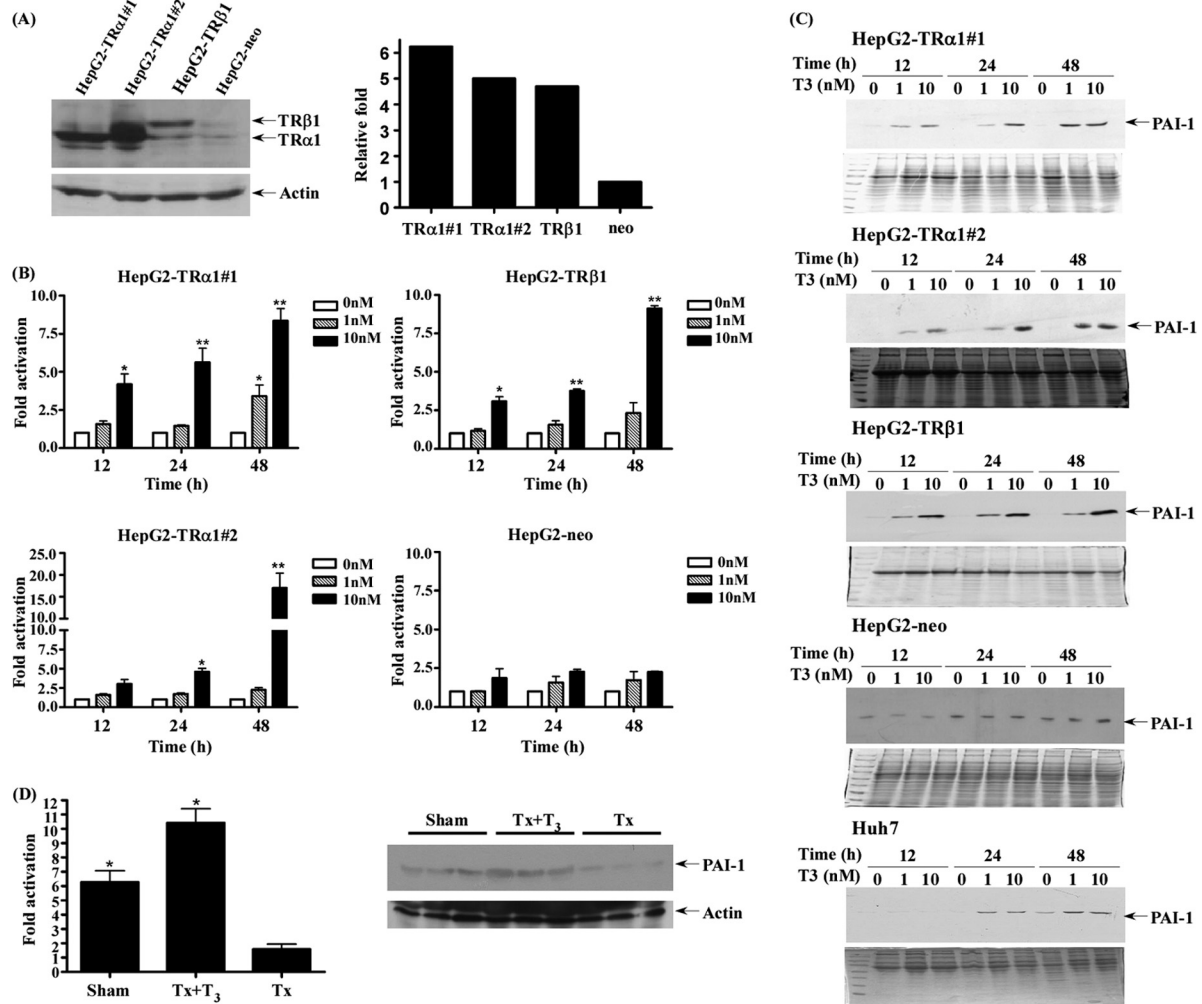 (A)
HepG2-TRα1#1
HepG2-TRα1#2
HepG2-TRβ1
HepG2-neo
TRβ1
TRα1
Actin
Relative fold
6
5
4
3
2
1
0
TRα1#1 TRα1#2 TRβ1 neo
(B)
HepG2-TRα1#1
Fold activation
10.0
7.5
5.0
2.5
0.0
* ** * **
0nM
1nM
10nM
12 24 48
Time (h)
HepG2-TRβ1
Fold activation
10.0
7.5
5.0
2.5
0.0
* ** **
0nM
1nM
10nM
12 24 48
Time (h)
HepG2-TRα1#2
Fold activation
25.0
20.0
15.0
10.0
10.0
7.5
5.0
2.5
0.0
* **
0nM
1nM
10nM
12 24 48
Time (h)
HepG2-neo
Fold activation
10.0
7.5
5.0
2.5
0.0
0nM
1nM
10nM
12 24 48
Time (h)
(C)
HepG2-TRα1#1
Time (h) 12 24 48
T3 (nM) 0 1 10 0 1 10 0 1 10
PAI-1
HepG2-TRα1#2
Time (h) 12 24 48
T3 (nM) 0 1 10 0 1 10 0 1 10
PAI-1
HepG2-TRβ1
Time (h) 12 24 48
T3 (nM) 0 1 10 0 1 10 0 1 10
PAI-1
HepG2-neo
Time (h) 12 24 48
T3 (nM) 0 1 10 0 1 10 0 1 10
PAI-1
Huh7
Time (h) 12 24 48
T3 (nM) 0 1 10 0 1 10 0 1 10
PAI-1
(D)
Fold activation
12
11
10
9
8
7
6
5
4
3
2
1
0
* *
Sham Tx+T₃ Tx
Sham Tx+T₃ Tx
PAI-1
Actin